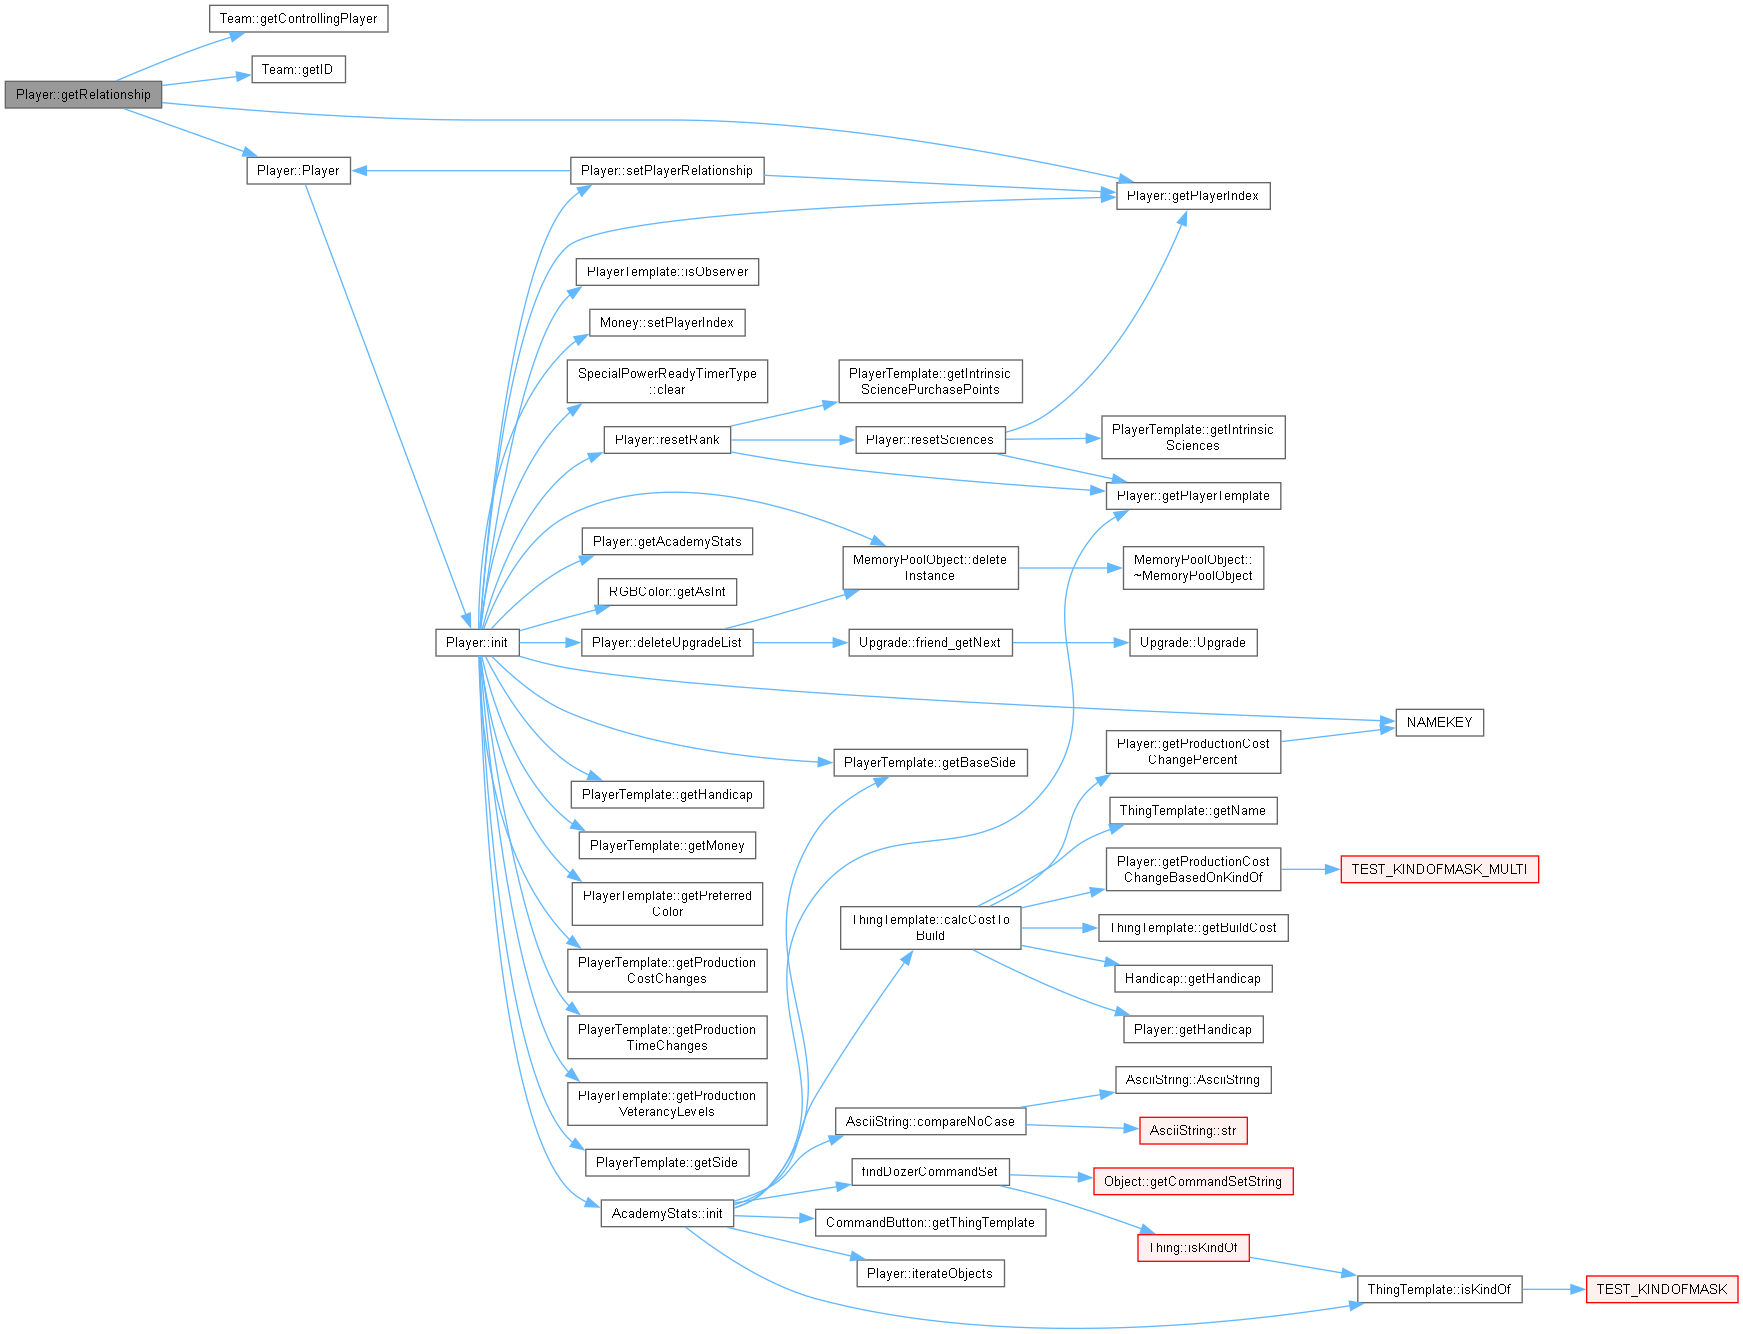 Team::getControllingPlayer
Team::getID
Player::getRelationship
Player::Player
Player::setPlayerRelationship
Player::getPlayerIndex
PlayerTemplate::isObserver
Money::setPlayerIndex
SpecialPowerReadyTimerType
::clear
PlayerTemplate::getIntrinsic
SciencePurchasePoints
Player::resetRank
Player::resetSciences
PlayerTemplate::getIntrinsic
Sciences
Player::getPlayerTemplate
Player::getAcademyStats
MemoryPoolObject::delete
Instance
MemoryPoolObject::
~MemoryPoolObject
RGBColor::getAsInt
Player::init
Player::deleteUpgradeList
Upgrade::friend_getNext
Upgrade::Upgrade
NAMEKEY
PlayerTemplate::getBaseSide
Player::getProductionCost
ChangePercent
PlayerTemplate::getHandicap
ThingTemplate::getName
PlayerTemplate::getMoney
Player::getProductionCost
ChangeBasedOnKindOf
TEST_KINDOFMASK_MULTI
PlayerTemplate::getPreferred
Color
ThingTemplate::calcCostTo
Build
ThingTemplate::getBuildCost
PlayerTemplate::getProduction
CostChanges
Handicap::getHandicap
PlayerTemplate::getProduction
TimeChanges
Player::getHandicap
AsciiString::AsciiString
PlayerTemplate::getProduction
VeterancyLevels
AsciiString::compareNoCase
AsciiString::str
PlayerTemplate::getSide
findDozerCommandSet
Object::getCommandSetString
AcademyStats::init
CommandButton::getThingTemplate
Thing::isKindOf
Player::iterateObjects
ThingTemplate::isKindOf
TEST_KINDOFMASK